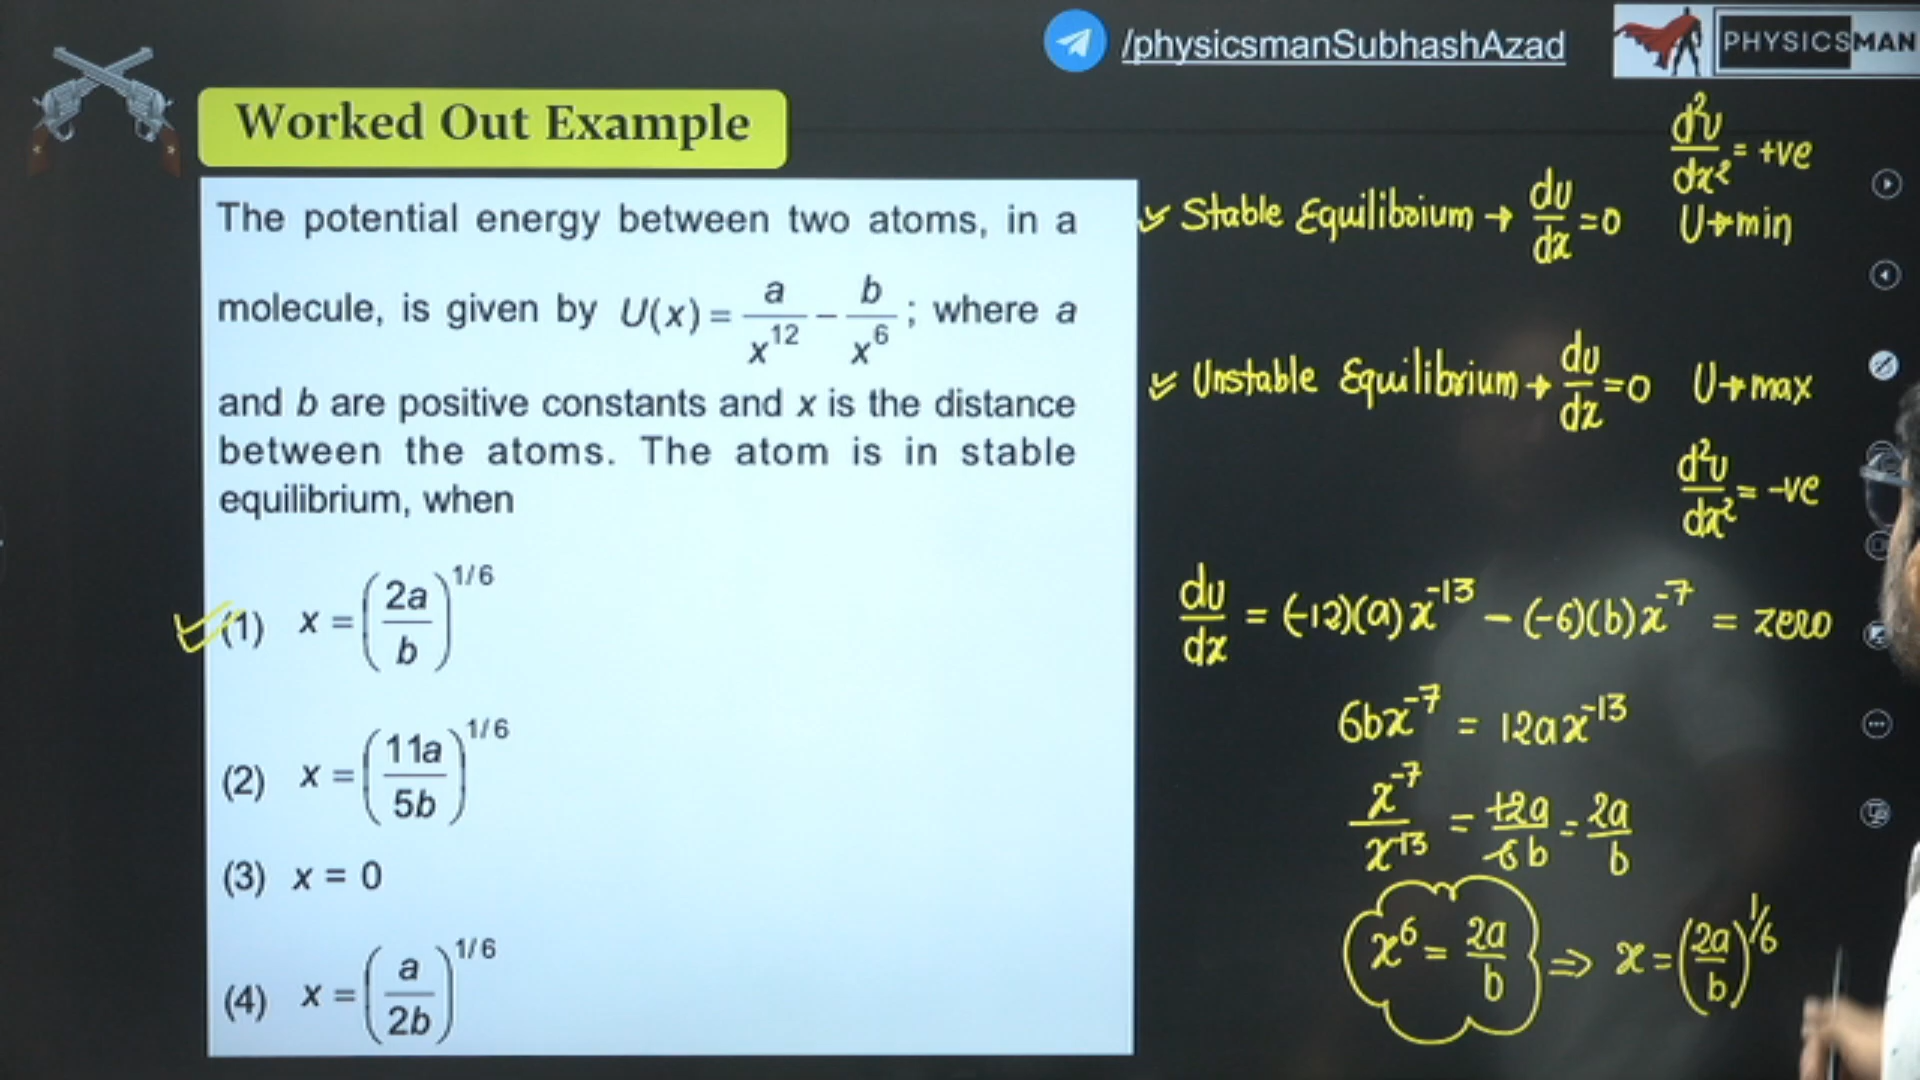 /physicsmanSubhashAzad
PHYSICSMAN
Worked Out Example
The potential energy between two atoms, in a
molecule, is given by U(x) = a/x^12 − b/x^6 ; where a
and b are positive constants and x is the distance
between the atoms. The atom is in stable
equilibrium, when
(1) x = (2a/b)^1/6
(2) x = (11a/5b)^1/6
(3) x = 0
(4) x = (a/2b)^1/6
d²U/dx² = +ve
Stable Equilibrium → dU/dx = 0 U → min
Unstable Equilibrium → dU/dx = 0 U → max
d²U/dx² = -ve
dU/dx = (-12)(a)x^-13 - (-6)(b)x^-7 = zero
6bx^-7 = 12ax^-13
x^-7/x^-13 = 12a/6b = 2a/b
x^6 = 2a/b ⇒ x = (2a/b)^1/6